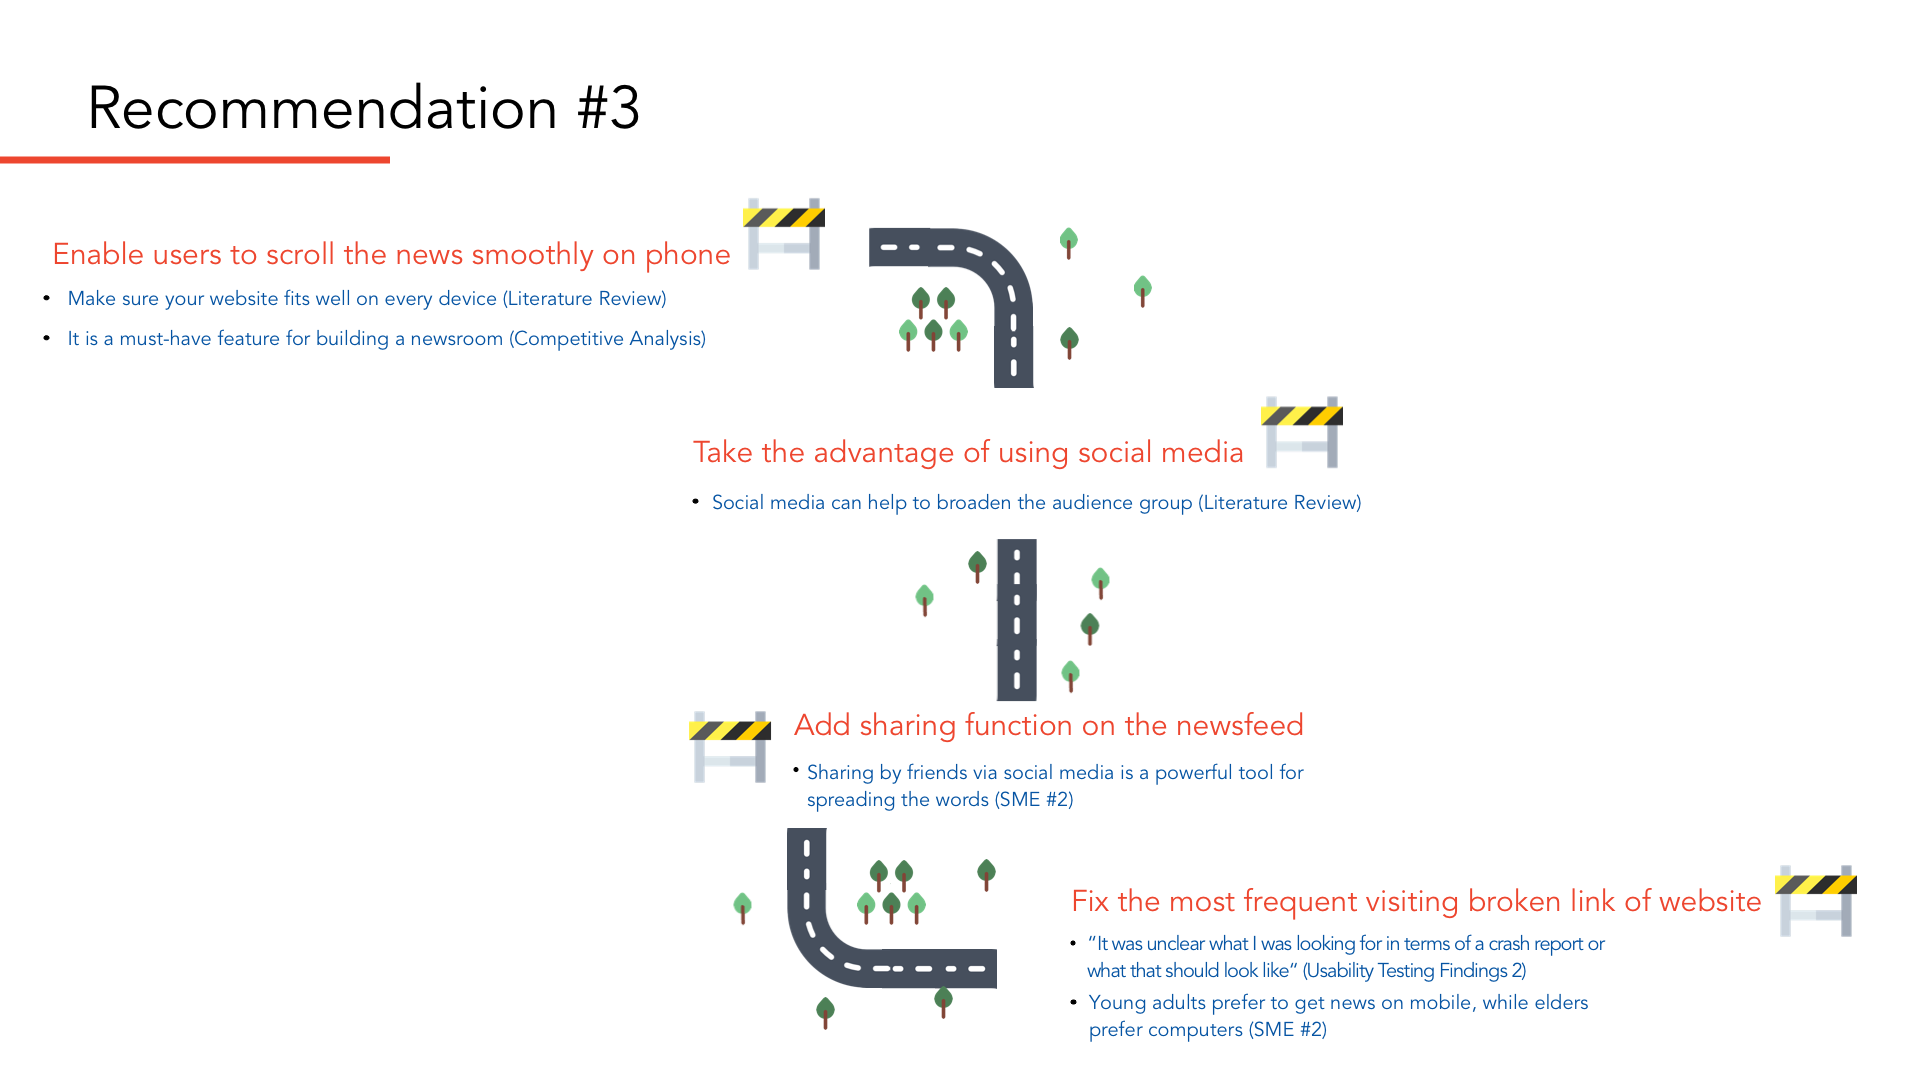 Recommendation #3
Enable users to scroll the news smoothly on phone
• Make sure your website fits well on every device (Literature Review)
• It is a must-have feature for building a newsroom (Competitive Analysis)
Take the advantage of using social media
• Social media can help to broaden the audience group (Literature Review)
Add sharing function on the newsfeed
• Sharing by friends via social media is a powerful tool for
spreading the words (SME #2)
Fix the most frequent visiting broken link of website
• “It was unclear what I was looking for in terms of a crash report or
what that should look like“ (Usability Testing Findings 2)
• Young adults prefer to get news on mobile, while elders
prefer computers (SME #2)